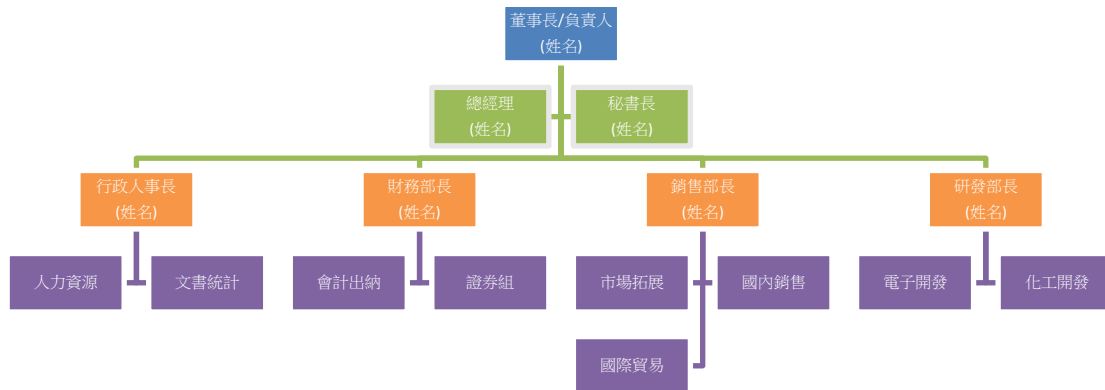 董事長/負責人
(姓名)
總經理
(姓名)
秘書長
(姓名)
行政人事長
(姓名)
財務部長
(姓名)
銷售部長
(姓名)
研發部長
(姓名)
人力資源
文書統計
會計出納
證券組
市場拓展
國內銷售
電子開發
化工開發
國際貿易